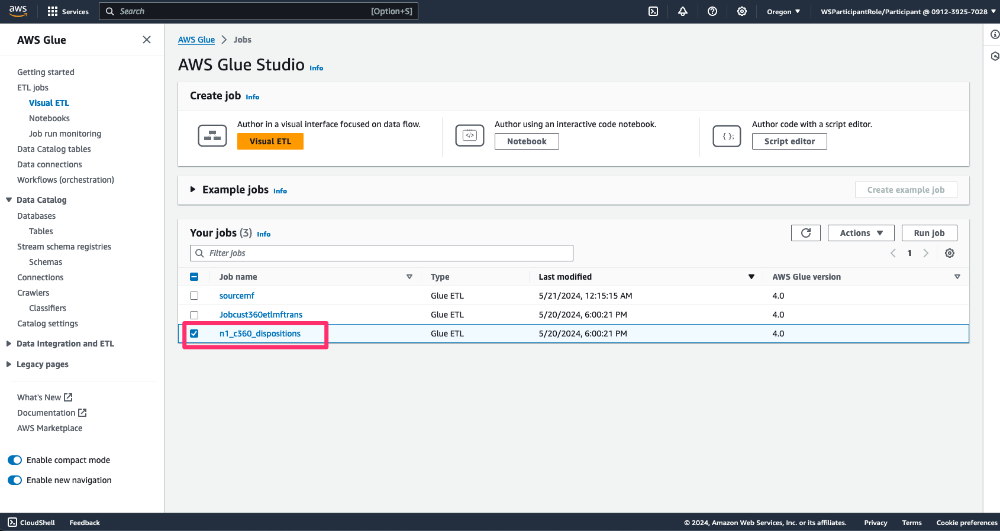 aws Services Search [Option+S] Oregon WSParticipantRole/Participant @ 0912-3925-7028
AWS Glue
Getting started
ETL jobs
Visual ETL
Notebooks
Job run monitoring
Data Catalog tables
Data connections
Workflows (orchestration)
Data Catalog
Databases
Tables
Stream schema registries
Schemas
Connections
Crawlers
Classifiers
Catalog settings
Data Integration and ETL
Legacy pages
What's New
Documentation
AWS Marketplace
Enable compact mode
Enable new navigation
AWS Glue > Jobs
AWS Glue Studio Info
Create job Info
Author in a visual interface focused on data flow.
Visual ETL
</>
Author using an interactive code notebook.
Notebook
{ };
Author code with a script editor.
Script editor
Example jobs Info Create example job
Your jobs (3) Info Actions Run job
Filter jobs 1
Job name Type Last modified AWS Glue version
sourcemf Glue ETL 5/21/2024, 12:15:15 AM 4.0
Jobcust360etlmftrans Glue ETL 5/20/2024, 6:00:21 PM 4.0
n1_c360_dispositions Glue ETL 5/20/2024, 6:00:21 PM 4.0
CloudShell Feedback © 2024, Amazon Web Services, Inc. or its affiliates. Privacy Terms Cookie preferences